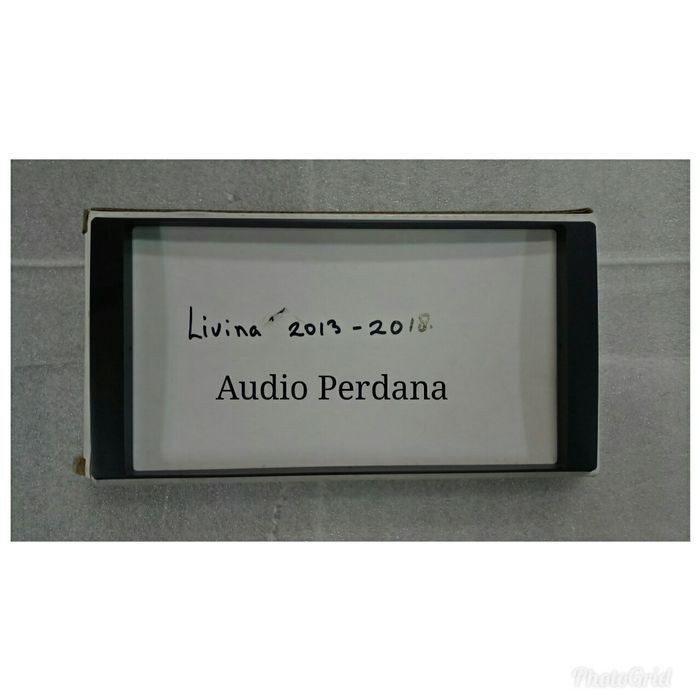 Livina 2013 - 2018.
Audio Perdana
PhotoGrid